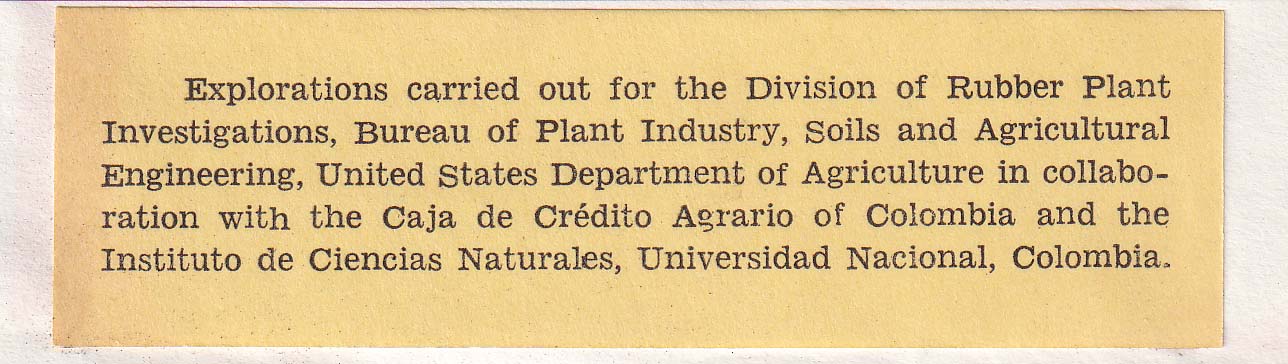 Explorations carried out for the Division of Rubber Plant
Investigations, Bureau of Plant Industry, Soils and Agricultural
Engineering, United States Department of Agriculture in collabo-
ration with the Caja de Crédito Agrario of Colombia and the
Instituto de Ciencias Naturales, Universidad Nacional, Colombia.